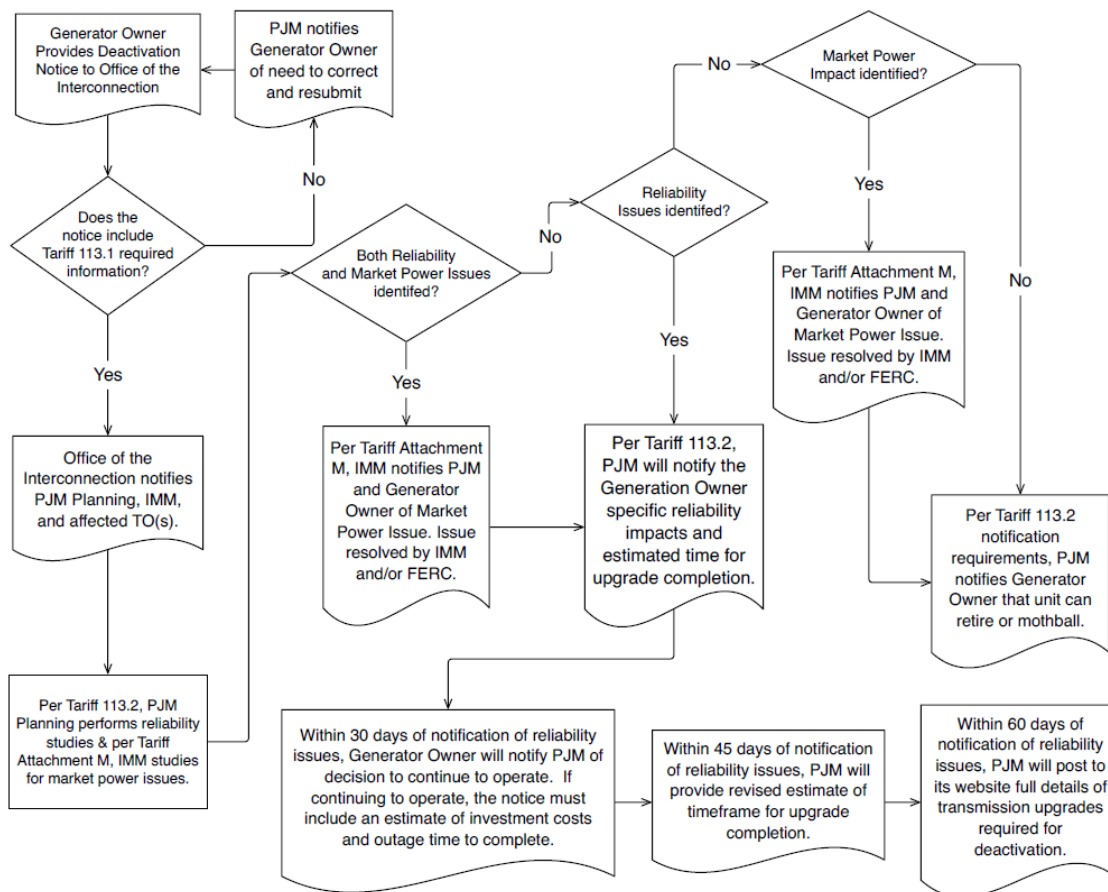 Generator Owner
Provides Deactivation
Notice to Office of the
Interconnection
PJM notifies
Generator Owner
of need to correct
and resubmit
No
Does the
notice include
Tariff 113.1 required
information?
Yes
Office of the
Interconnection notifies
PJM Planning, IMM,
and affected TO(s).
Per Tariff 113.2, PJM
Planning performs reliability
studies & per Tariff
Attachment M, IMM studies
for market power issues.
Both Reliability
and Market Power Issues
identifed?
No
Yes
Per Tariff Attachment
M, IMM notifies PJM
and Generator
Owner of Market
Power Issue. Issue
resolved by IMM
and/or FERC.
Reliability
Issues identifed?
No
Yes
Per Tariff 113.2,
PJM will notify the
Generation Owner
specific reliability
impacts and
estimated time for
upgrade completion.
Market Power
Impact identified?
Yes
No
Per Tariff Attachment M,
IMM notifies PJM and
Generator Owner of
Market Power Issue.
Issue resolved by IMM
and/or FERC.
Per Tariff 113.2
notification
requirements, PJM
notifies Generator
Owner that unit can
retire or mothball.
Within 30 days of notification of reliability
issues, Generator Owner will notify PJM of
decision to continue to operate. If
continuing to operate, the notice must
include an estimate of investment costs
and outage time to complete.
Within 45 days of notification
of reliability issues, PJM will
provide revised estimate of
timeframe for upgrade
completion.
Within 60 days of
notification of reliability
issues, PJM will post to
its website full details of
transmission upgrades
required for
deactivation.